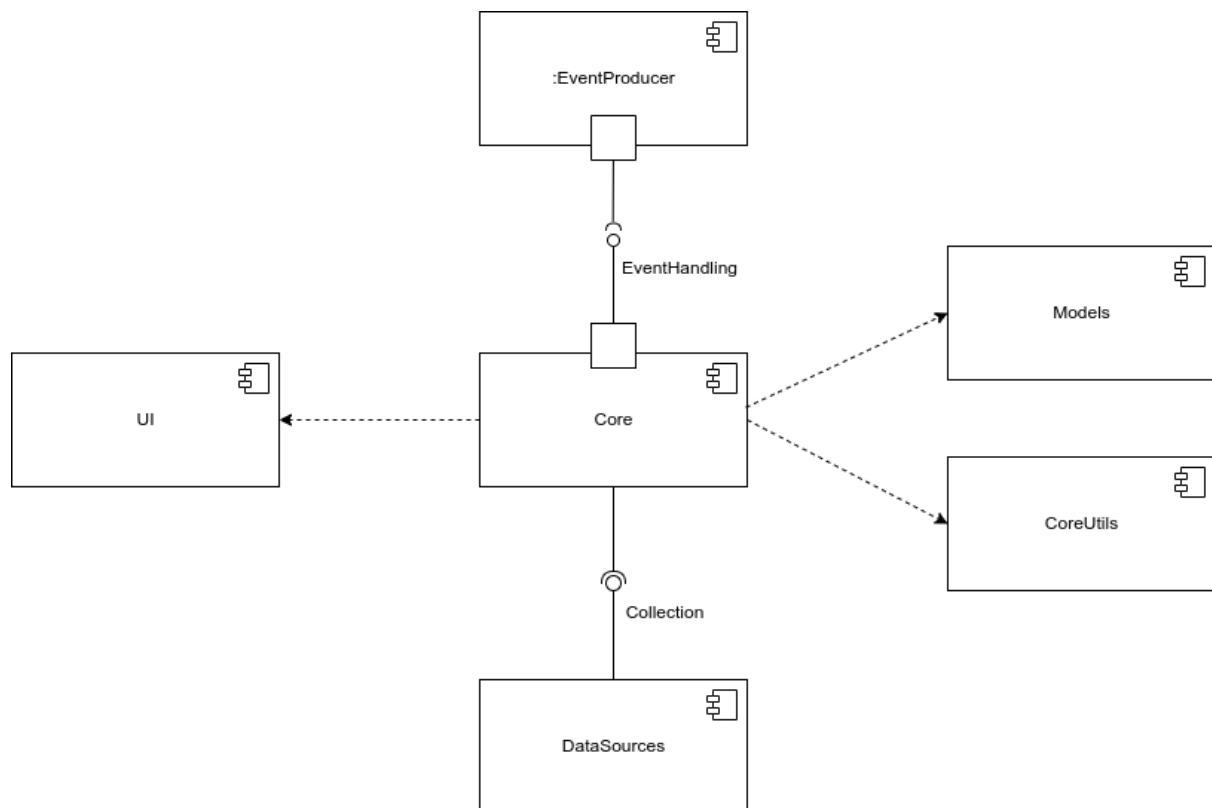 :EventProducer
EventHandling
Models
UI
Core
CoreUtils
Collection
DataSources